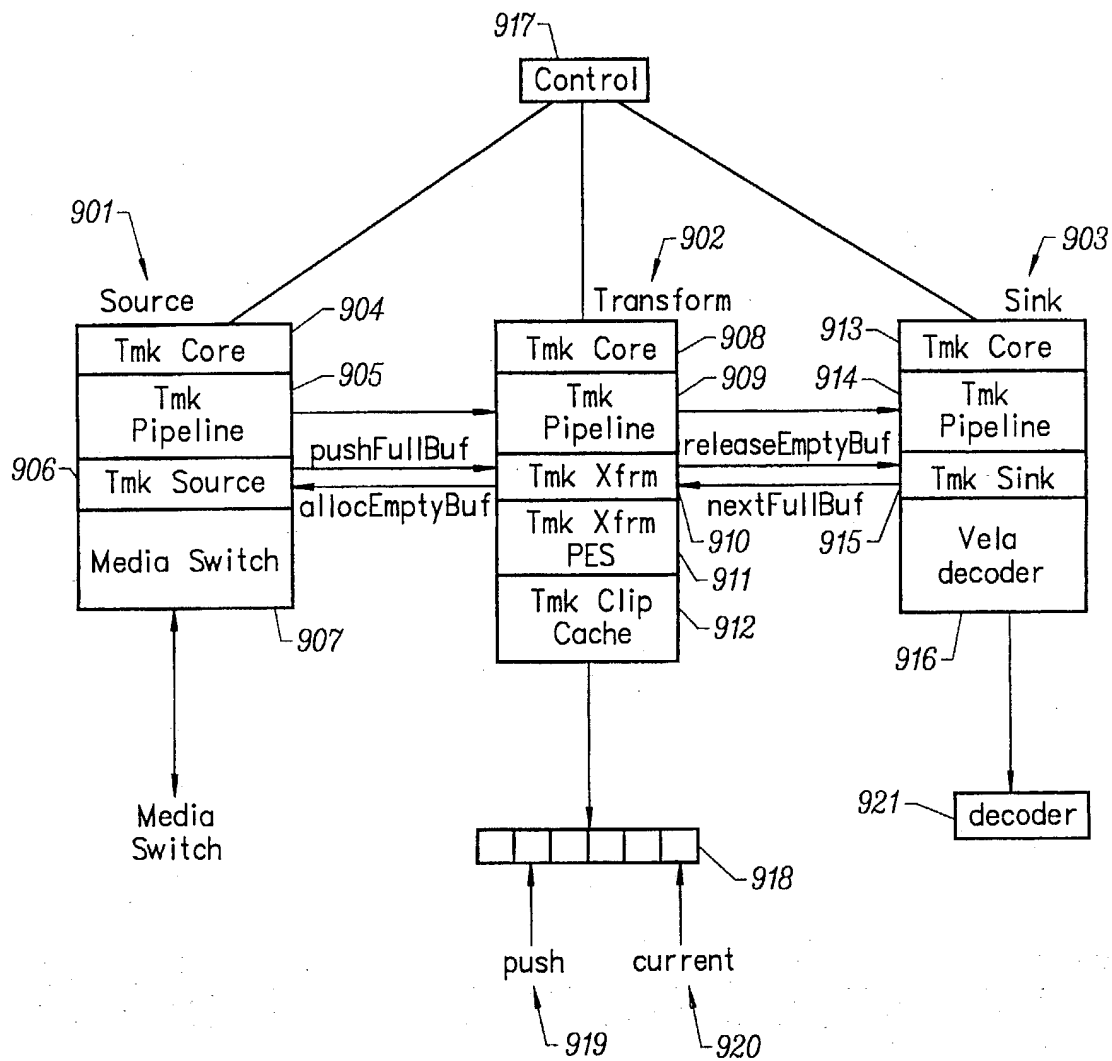 917
Control
901
Source
904
Tmk Core
905
Tmk
Pipeline
906
Tmk Source
Media Switch
907
Media
Switch
pushFullBuf
allocEmptyBuf
902
Transform
908
Tmk Core
909
Tmk
Pipeline
Tmk Xfrm
910
Tmk Xfrm
PES
911
Tmk Clip
Cache
912
releaseEmptyBuf
nextFullBuf
903
Sink
913
Tmk Core
914
Tmk
Pipeline
Tmk Sink
915
Vela
decoder
916
921
decoder
918
push
current
919
920